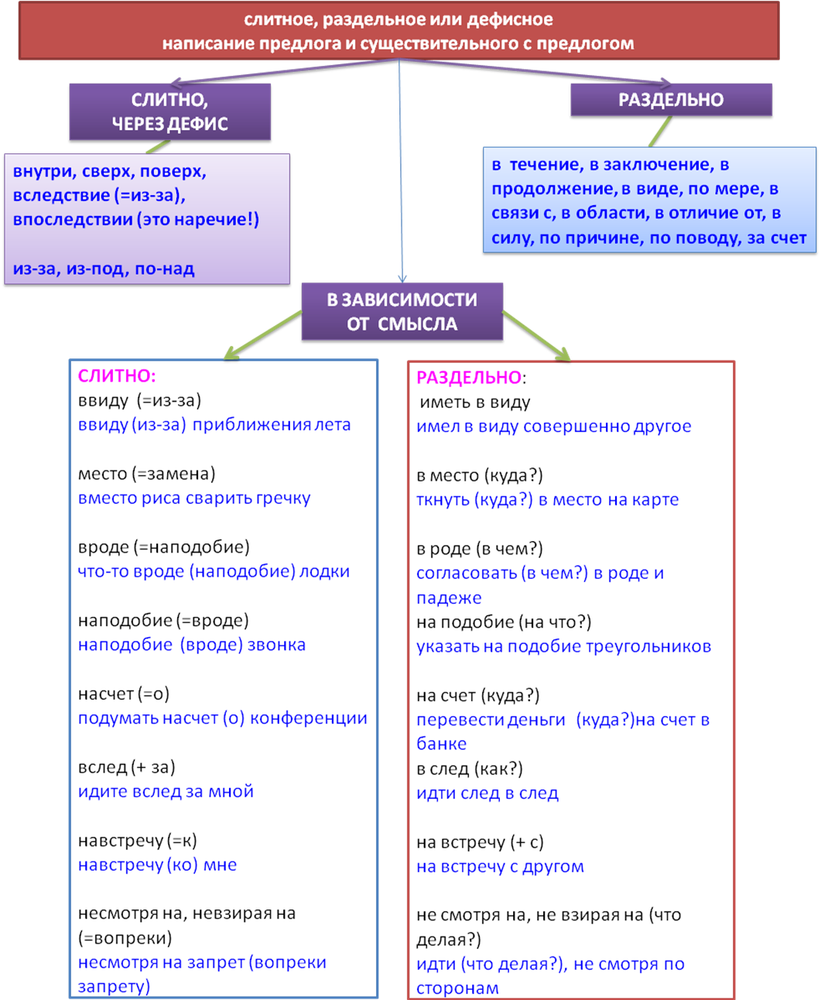 слитное, раздельное или дефисное
написание предлога и существительного с предлогом
СЛИТНО,
ЧЕРЕЗ ДЕФИС
РАЗДЕЛЬНО
внутри, сверх, поверх,
вследствие (=из-за),
впоследствии (это наречие!)
из-за, из-под, по-над
в  течение, в заключение, в
продолжение, в виде, по мере, в
связи с, в области, в отличие от, в
силу, по причине, по поводу, за счет
В ЗАВИСИМОСТИ
ОТ  СМЫСЛА
СЛИТНО:
ввиду  (=из-за)
ввиду (из-за)  приближения лета
место (=замена)
вместо риса сварить гречку
вроде (=наподобие)
что-то вроде (наподобие) лодки
наподобие (=вроде)
наподобие  (вроде) звонка
насчет (=о)
подумать насчет (о) конференции
вслед (+ за)
идите вслед за мной
навстречу (=к)
навстречу (ко) мне
несмотря на, невзирая на
(=вопреки)
несмотря на запрет (вопреки
запрету)
РАЗДЕЛЬНО:
иметь в виду
имел в виду совершенно другое
в место (куда?)
ткнуть (куда?) в место на карте
в роде (в чем?)
согласовать (в чем?) в роде и
падеже
на подобие (на что?)
указать на подобие треугольников
на счет (куда?)
перевести деньги  (куда?)на счет в
банке
в след (как?)
идти след в след
на встречу (+ с)
на встречу с другом
не смотря на, не взирая на (что
делая?)
идти (что делая?), не смотря по
сторонам